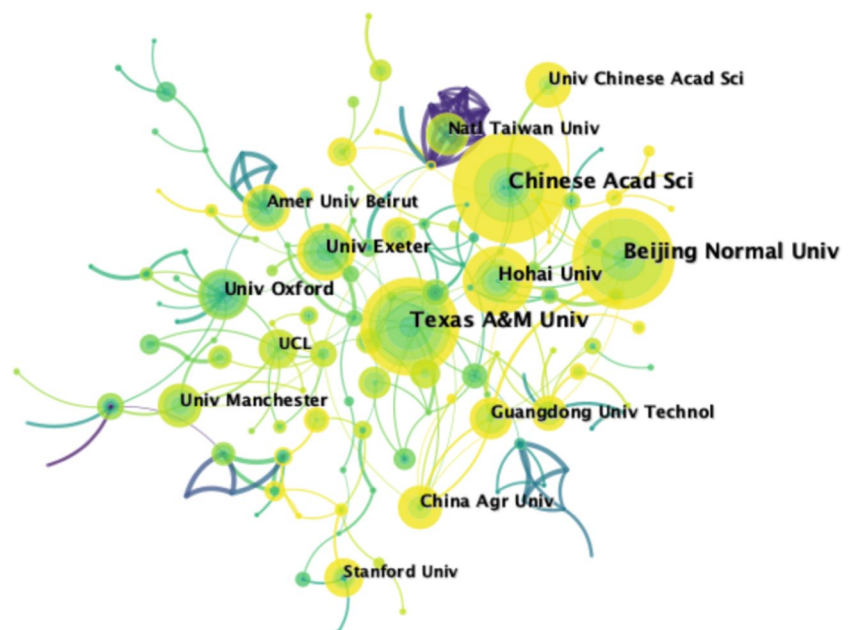 Univ Chinese Acad Sci
Natl Taiwan Univ
Chinese Acad Sci
Amer Univ Beirut
Univ Exeter
Beijing Normal Univ
Hohai Univ
Univ Oxford
Texas A&M Univ
UCL
Univ Manchester
Guangdong Univ Technol
China Agr Univ
Stanford Univ